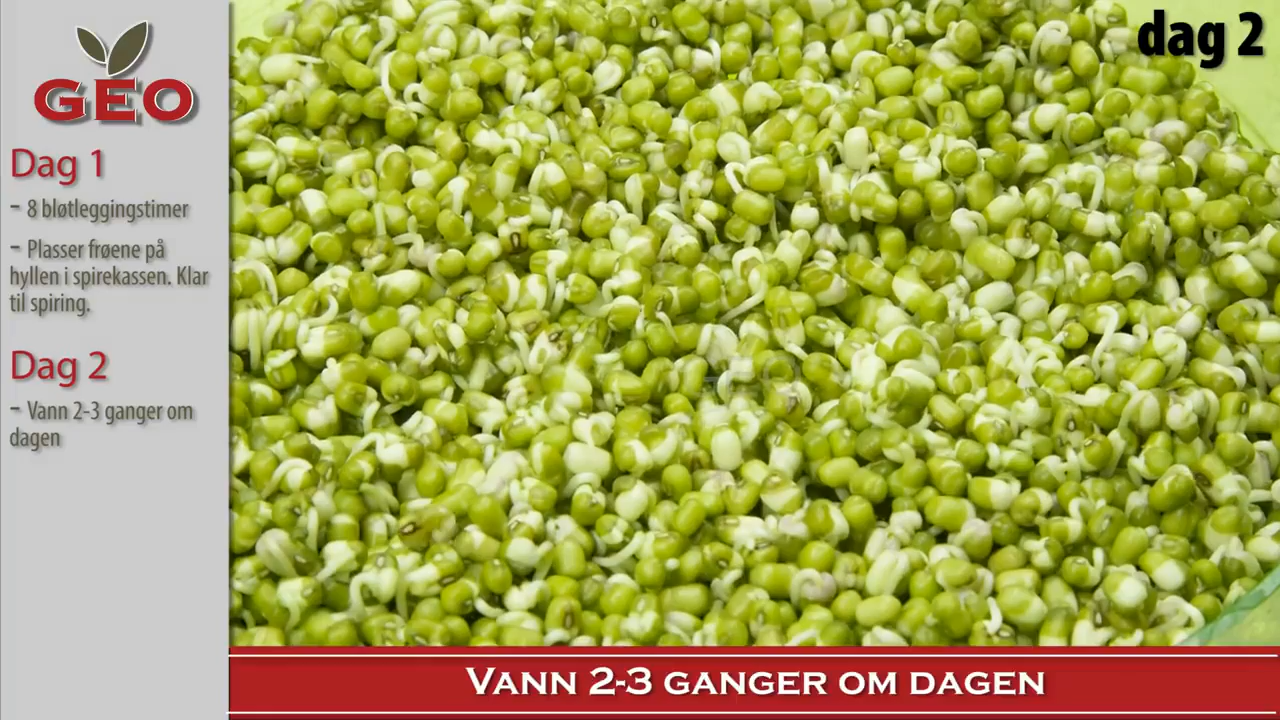 GEO
dag 2
Dag 1
- 8 bløtleggingstimer
- Plasser frøene på
hyllen i spirekassen. Klar
til spiring.
Dag 2
- Vann 2-3 ganger om
dagen
VANN 2-3 GANGER OM DAGEN